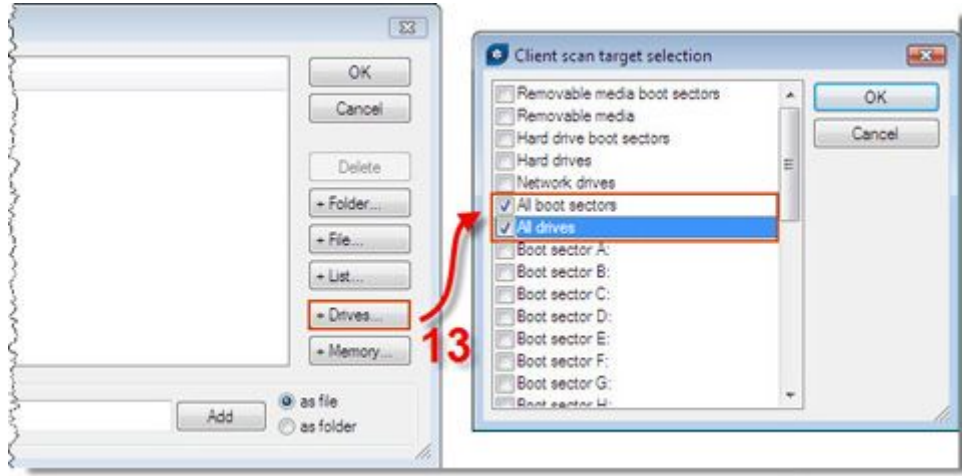 OK
Cancel
Delete
+ Folder...
+ File...
+ List...
+ Drives...
+ Memory...
Add
as file
as folder
13
Client scan target selection
Removable media boot sectors
Removable media
Hard drive boot sectors
Hard drives
Network drives
All boot sectors
All drives
Boot sector A:
Boot sector B:
Boot sector C:
Boot sector D:
Boot sector E:
Boot sector F:
Boot sector G:
Boot sector H:
OK
Cancel